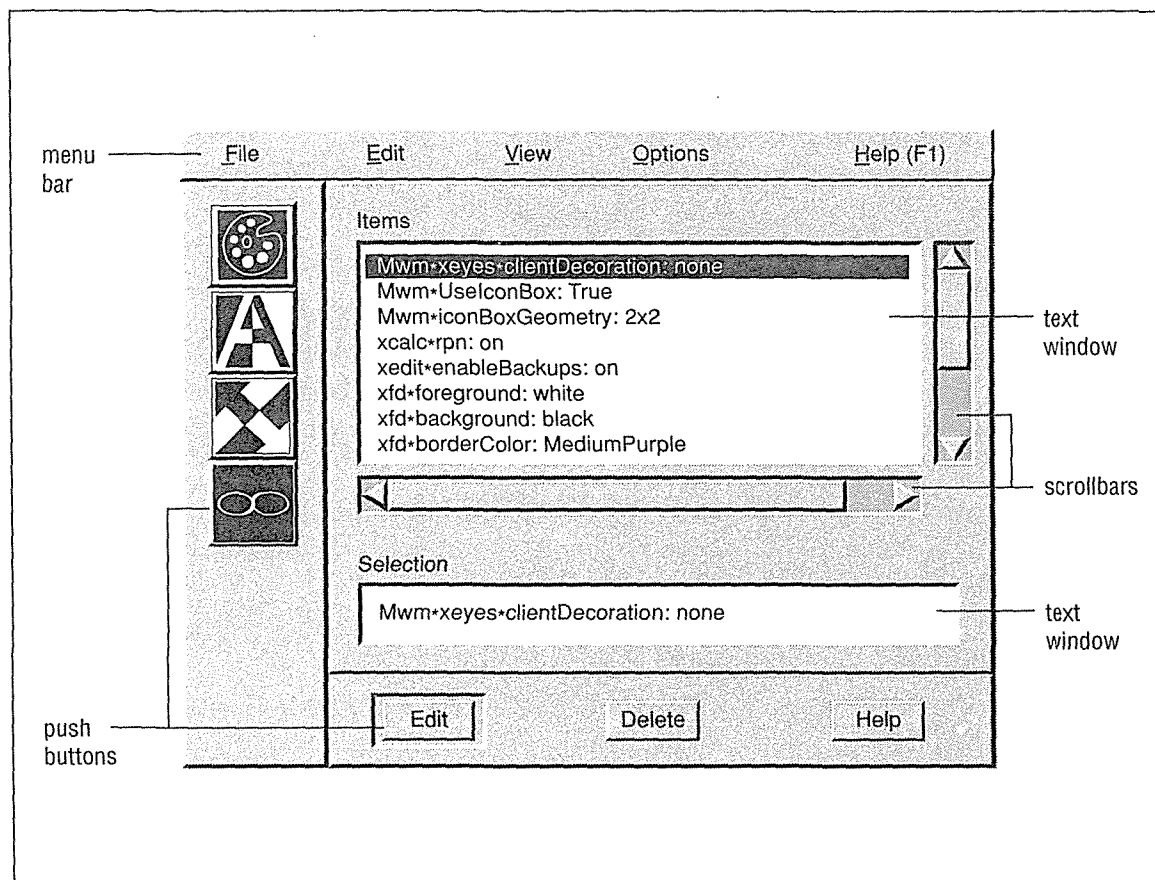 menu
bar
File Edit View Options Help (F1)
Items
Mwm*xeyes*clientDecoration: none
Mwm*UseIconBox: True
Mwm*iconBoxGeometry: 2x2
xcalc*rpn: on
xedit*enableBackups: on
xfd*foreground: white
xfd*background: black
xfd*borderColor: MediumPurple
text
window
scrollbars
Selection
Mwm*xeyes*clientDecoration: none
text
window
push
buttons
Edit Delete Help